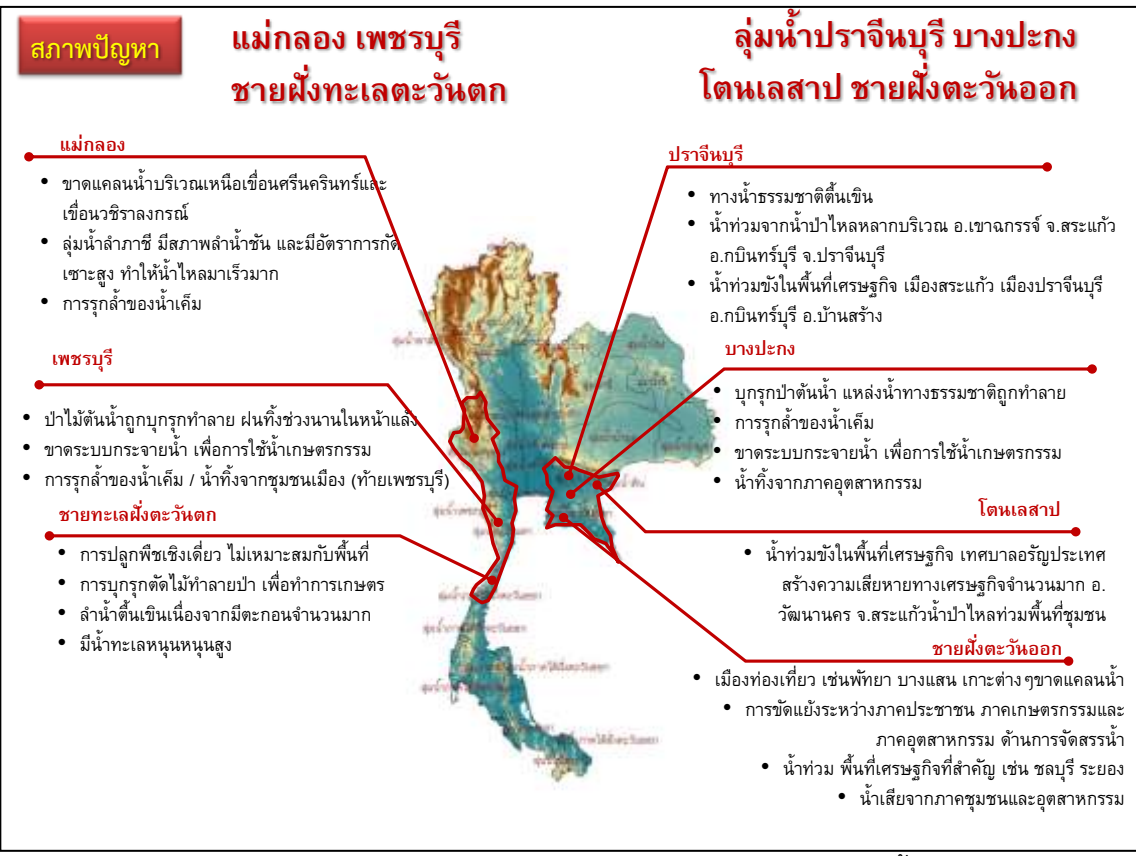 สภาพปัญหา
แม่กลอง เพชรบุรี
ชายฝั่งทะเลตะวันตก
ลุ่มน้ำปราจีนบุรี บางปะกง
โตนเลสาป ชายฝั่งตะวันออก
แม่กลอง
• ขาดแคลนน้ำบริเวณเหนือเขื่อนศรีนครินทร์และ
เขื่อนวชิราลงกรณ์
• ลุ่มน้ำลำภาชี มีสภาพลำน้ำชัน และมีอัตราการกัด
เซาะสูง ทำให้น้ำไหลมาเร็วมาก
• การรุกล้ำของน้ำเค็ม
เพชรบุรี
• ป่าไม้ต้นน้ำถูกบุกรุกทำลาย ฝนทิ้งช่วงนานในหน้าแล้ง
• ขาดระบบกระจายน้ำ เพื่อการใช้น้ำเกษตรกรรม
• การรุกล้ำของน้ำเค็ม / น้ำทิ้งจากชุมชนเมือง (ท้ายเพชรบุรี)
ชายทะเลฝั่งตะวันตก
• การปลูกพืชเชิงเดี่ยว ไม่เหมาะสมกับพื้นที่
• การบุกรุกตัดไม้ทำลายป่า เพื่อทำการเกษตร
• ลำน้ำตื้นเขินเนื่องจากมีตะกอนจำนวนมาก
• มีน้ำทะเลหนุนหนุนสูง
ปราจีนบุรี
• ทางน้ำธรรมชาติตื้นเขิน
• น้ำท่วมจากน้ำป่าไหลหลากบริเวณ อ.เขาฉกรรจ์ จ.สระแก้ว
อ.กบินทร์บุรี จ.ปราจีนบุรี
• น้ำท่วมขังในพื้นที่เศรษฐกิจ เมืองสระแก้ว เมืองปราจีนบุรี
อ.กบินทร์บุรี อ.บ้านสร้าง
บางปะกง
• บุกรุกป่าต้นน้ำ แหล่งน้ำทางธรรมชาติถูกทำลาย
• การรุกล้ำของน้ำเค็ม
• ขาดระบบกระจายน้ำ เพื่อการใช้น้ำเกษตรกรรม
• น้ำทิ้งจากภาคอุตสาหกรรม
โตนเลสาป
• น้ำท่วมขังในพื้นที่เศรษฐกิจ เทศบาลอรัญประเทศ
สร้างความเสียหายทางเศรษฐกิจจำนวนมาก อ.
วัฒนานคร จ.สระแก้วน้ำป่าไหลท่วมพื้นที่ชุมชน
ชายฝั่งตะวันออก
• เมืองท่องเที่ยว เช่นพัทยา บางแสน เกาะต่างๆขาดแคลนน้ำ
• การขัดแย้งระหว่างภาคประชาชน ภาคเกษตรกรรมและ
ภาคอุตสาหกรรม ด้านการจัดสรรน้ำ
• น้ำท่วม พื้นที่เศรษฐกิจที่สำคัญ เช่น ชลบุรี ระยอง
• น้ำเสียจากภาคชุมชนและอุตสาหกรรม